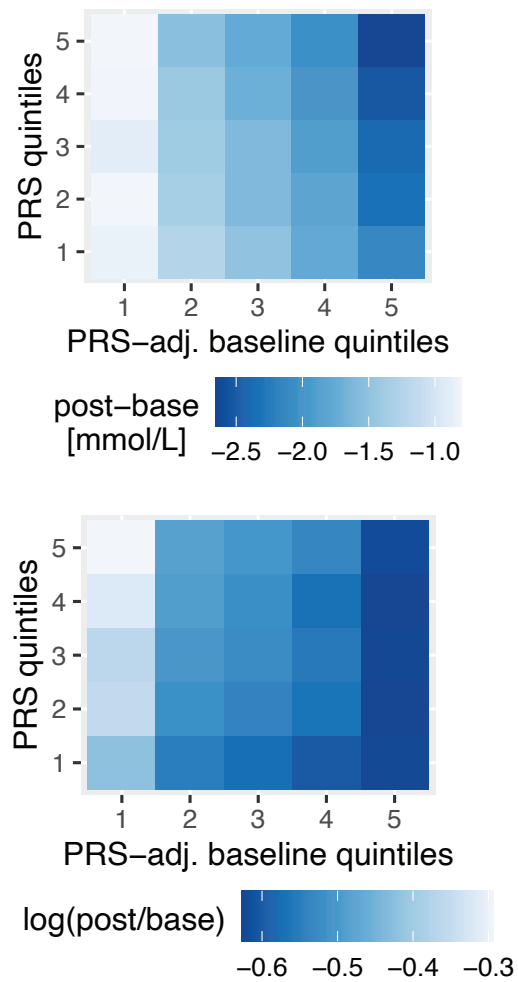 PRS quintiles
5
4
3
2
1
1 2 3 4 5
PRS-adj. baseline quintiles
post-base
[mmol/L]
−2.5 −2.0 −1.5 −1.0
PRS quintiles
5
4
3
2
1
1 2 3 4 5
PRS-adj. baseline quintiles
log(post/base)
−0.6 −0.5 −0.4 −0.3